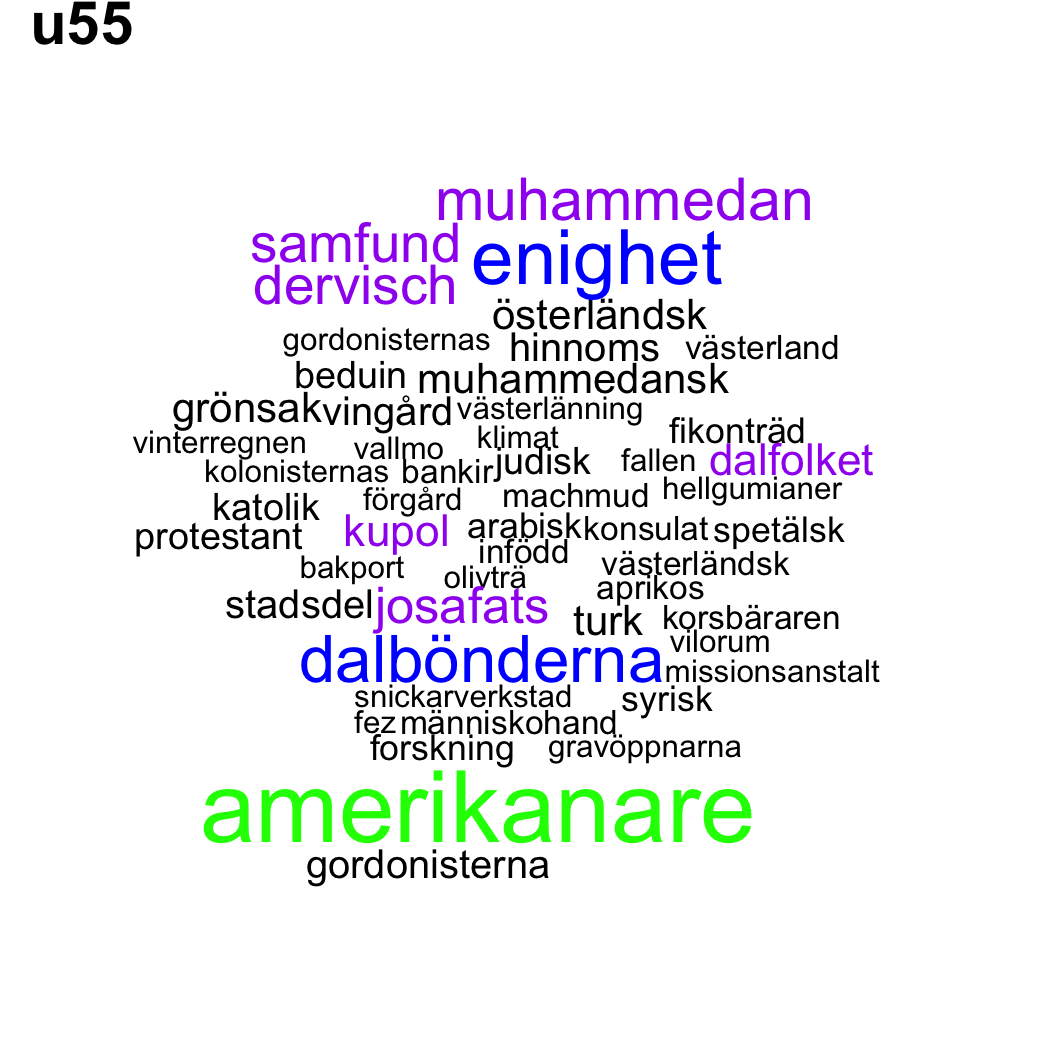 u55
muhammedan
samfund enighet
dervisch
österländsk
gordonisternas hinnoms västerland
beduin muhammedansk
grönsak vingård västerlänning
vinterregnen vallmo klimat fikonträd
kolonisternas bankir judisk fallen dalfolket
katolik förgård machmud hellgumianer
protestant kupol arabisk konsulat spetälsk
bakport infödd västerländsk
olivträ aprikos
stadsdel josafats turk korsbäraren
dalbönderna vilorum
missionsanstalt
snickarverkstad syrisk
fez människohand
forskning gravöppnarna
amerikanare
gordonisterna